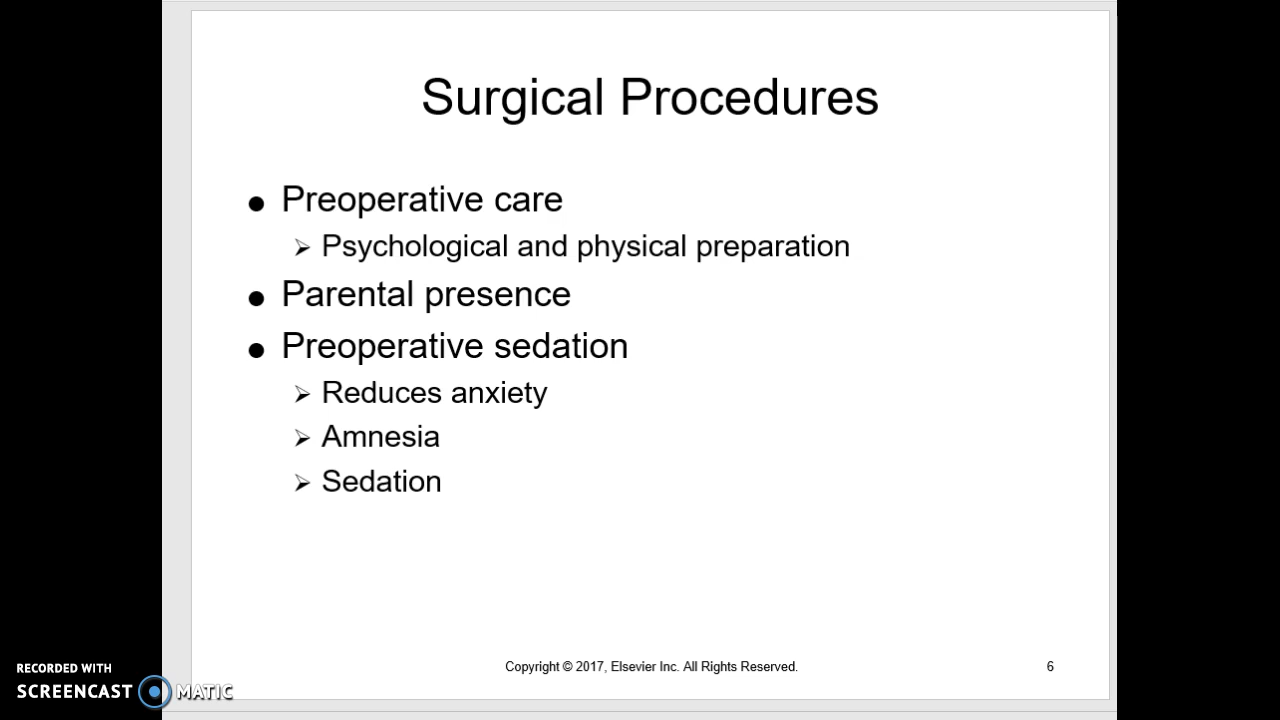 Surgical Procedures
● Preoperative care
➢ Psychological and physical preparation
● Parental presence
● Preoperative sedation
➢ Reduces anxiety
➢ Amnesia
➢ Sedation
Copyright © 2017, Elsevier Inc. All Rights Reserved.
6
RECORDED WITH
SCREENCAST MATIC